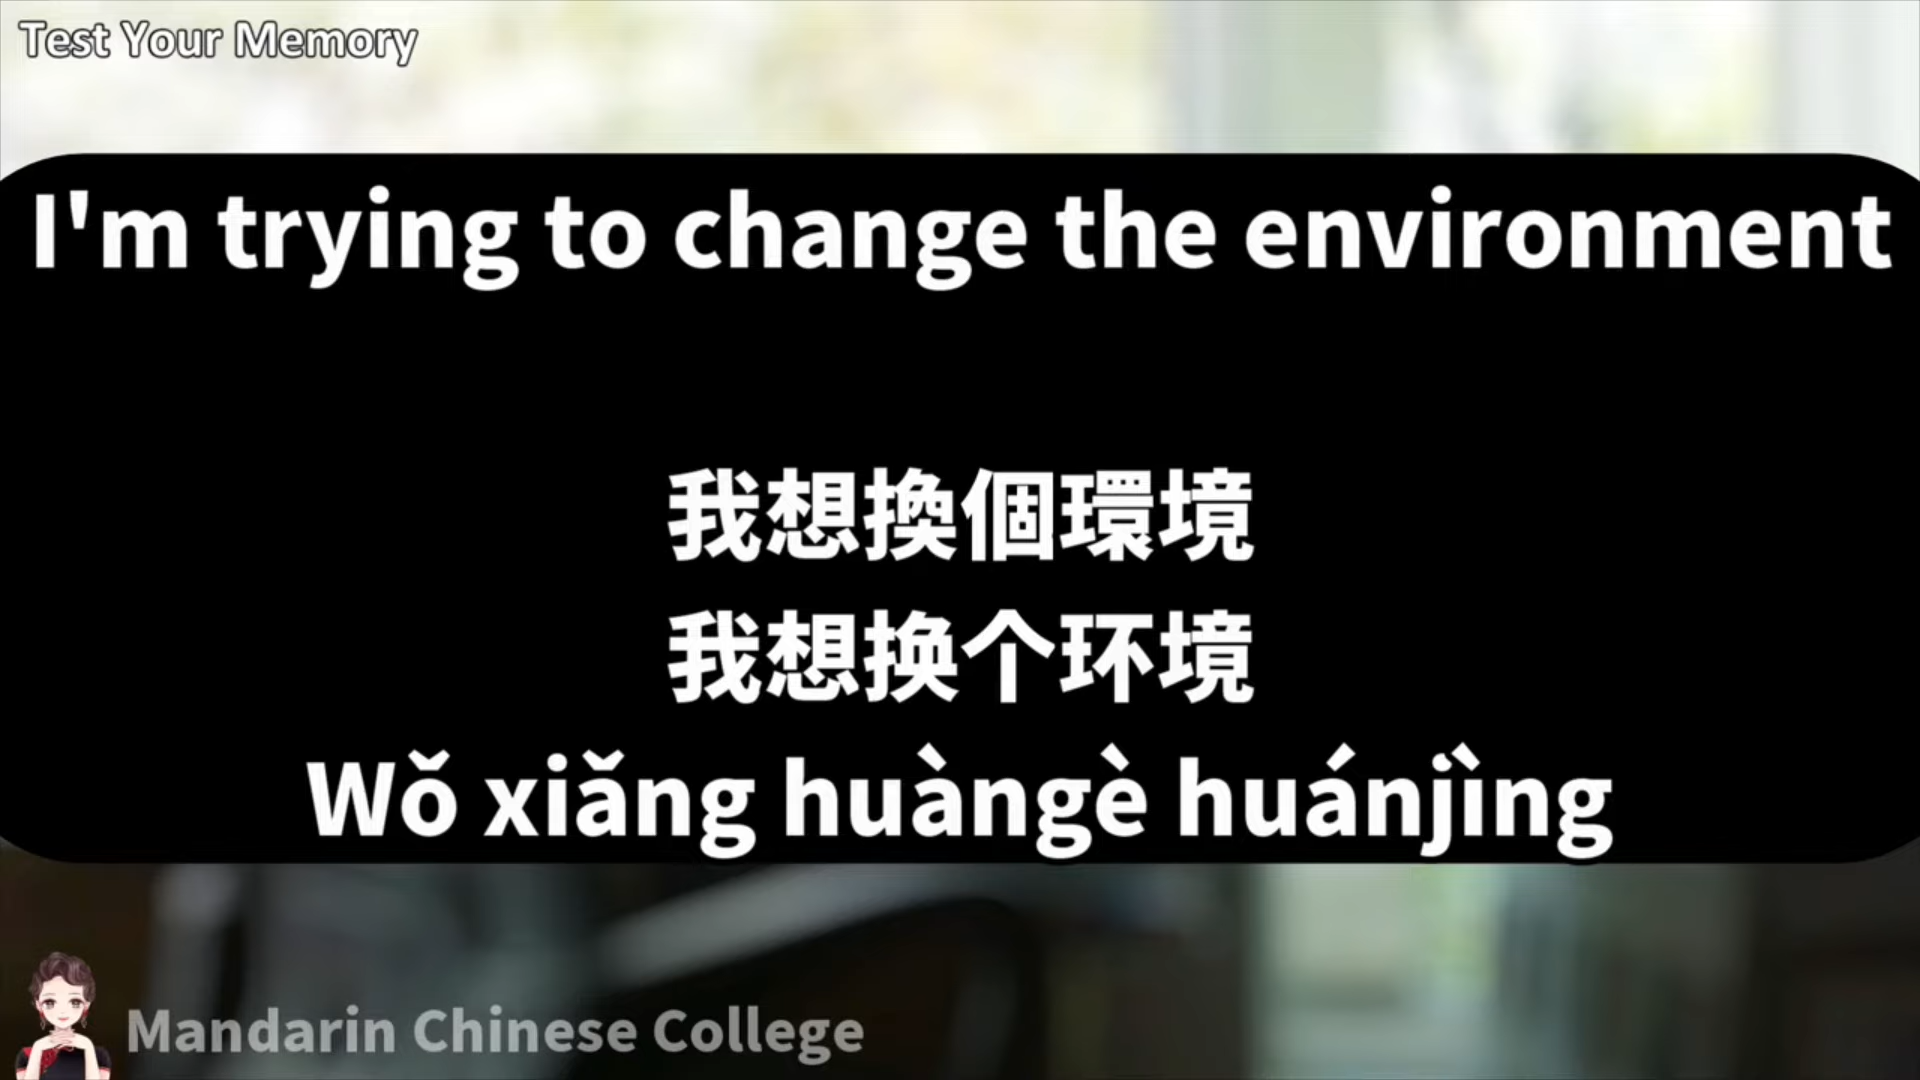 Test Your Memory
I'm trying to change the environment
我想換個環境
我想换个环境
Wǒ xiǎng huàngè huánjìng
Mandarin Chinese College